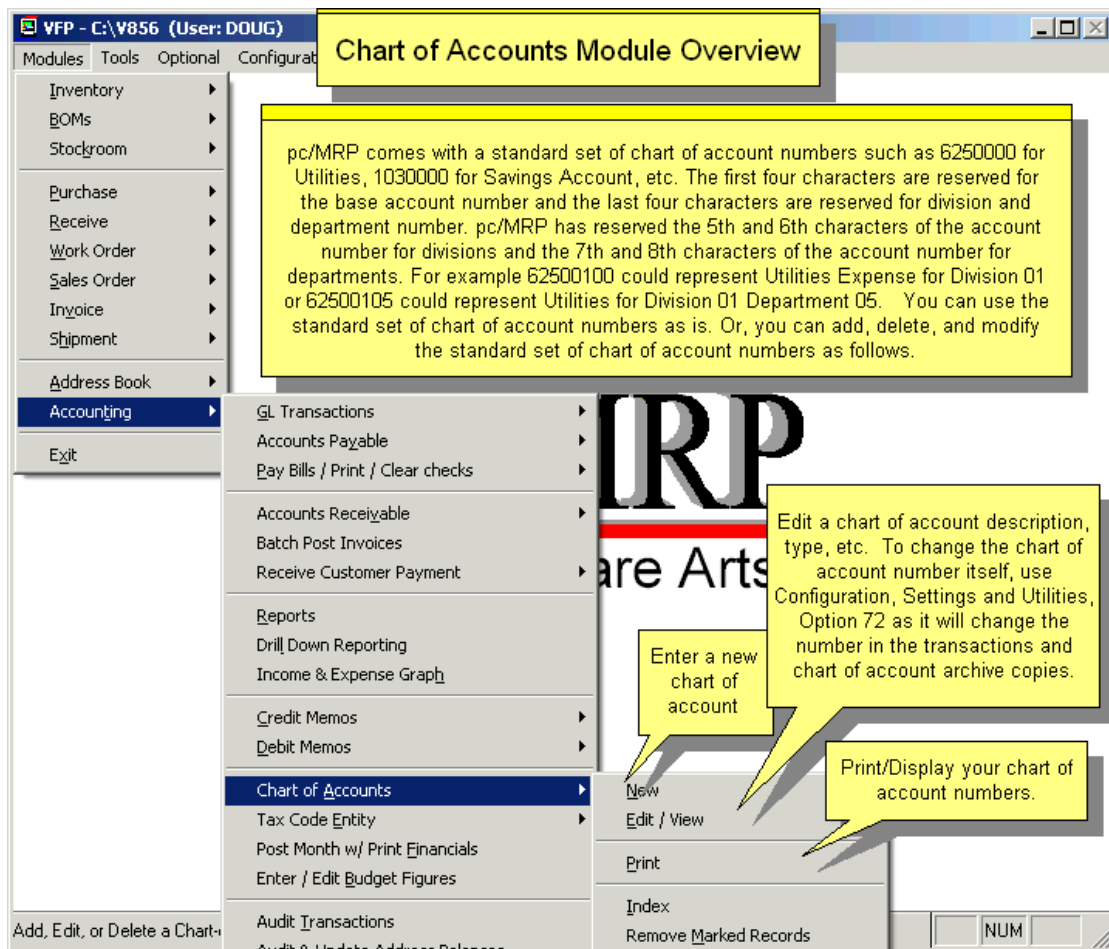 VFP - C:\V856 (User: DOUG)
Modules Tools Optional
Chart of Accounts Module Overview
Inventory
BOMs
Stockroom
Purchase
Receive
Work Order
Sales Order
Invoice
Shipment
Address Book
Accounting
Exit
pc/MRP comes with a standard set of chart of account numbers such as 6250000 for
Utilities, 1030000 for Savings Account, etc. The first four characters are reserved for
the base account number and the last four characters are reserved for division and
department number. pc/MRP has reserved the 5th and 6th characters of the account
number for divisions and the 7th and 8th characters of the account number for
departments. For example 62500100 could represent Utilities Expense for Division 01
or 62500105 could represent Utilities for Division 01 Department 05. You can use the
standard set of chart of account numbers as is. Or, you can add, delete, and modify
the standard set of chart of account numbers as follows.
GL Transactions
Accounts Payable
Pay Bills / Print / Clear checks
Accounts Receivable
Batch Post Invoices
Receive Customer Payment
Reports
Drill Down Reporting
Income & Expense Graph
Credit Memos
Debit Memos
Chart of Accounts
Tax Code Entity
Post Month w/ Print Financials
Enter / Edit Budget Figures
Audit Transactions
Audit & Update Address Balances
RP
Arts
Edit a chart of account description,
type, etc. To change the chart of
account number itself, use
Configuration, Settings and Utilities,
Option 72 as it will change the
number in the transactions and
chart of account archive copies.
Enter a new
chart of
account
Print/Display your chart of
account numbers.
New
Edit / View
Print
Index
Remove Marked Records
Add, Edit, or Delete a Chart-
NUM